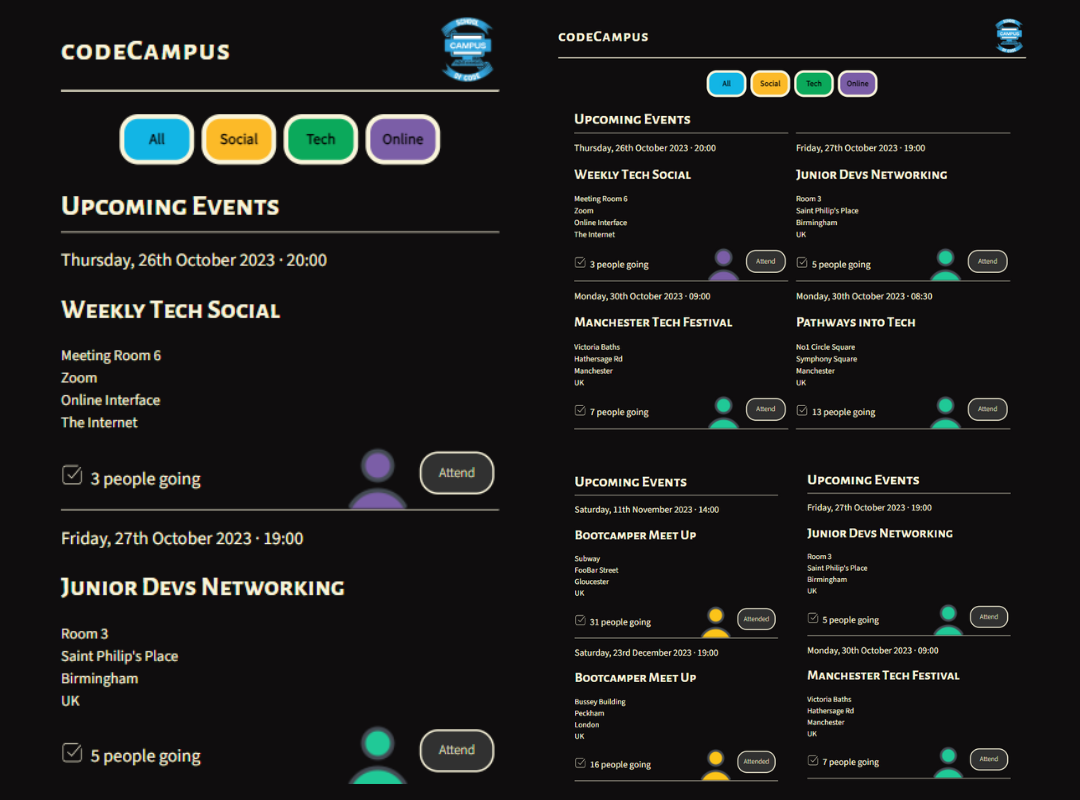 codeCampus
SCHOOL
CAMPUS
OF CODE
All
Social
Tech
Online
Upcoming Events
Thursday, 26th October 2023 · 20:00
Weekly Tech Social
Meeting Room 6
Zoom
Online Interface
The Internet
3 people going
Attend
Friday, 27th October 2023 · 19:00
Junior Devs Networking
Room 3
Saint Philip's Place
Birmingham
UK
5 people going
Attend
codeCampus
CAMPUS
All
Social
Tech
Online
Upcoming Events
Thursday, 26th October 2023 · 20:00
Weekly Tech Social
Meeting Room 6
Zoom
Online Interface
The Internet
3 people going
Attend
Friday, 27th October 2023 · 19:00
Junior Devs Networking
Room 3
Saint Philip's Place
Birmingham
UK
5 people going
Attend
Monday, 30th October 2023 · 09:00
Manchester Tech Festival
Victoria Baths
Hathersage Rd
Manchester
UK
7 people going
Attend
Monday, 30th October 2023 · 08:30
Pathways into Tech
No1 Circle Square
Symphony Square
Manchester
UK
13 people going
Attend
Upcoming Events
Saturday, 11th November 2023 · 14:00
Bootcamper Meet Up
Subway
FooBar Street
Gloucester
UK
31 people going
Attended
Saturday, 23rd December 2023 · 19:00
Bootcamper Meet Up
Bussey Building
Peckham
London
UK
16 people going
Attended
Upcoming Events
Friday, 27th October 2023 · 19:00
Junior Devs Networking
Room 3
Saint Philip's Place
Birmingham
UK
5 people going
Attend
Monday, 30th October 2023 · 09:00
Manchester Tech Festival
Victoria Baths
Hathersage Rd
Manchester
UK
7 people going
Attend